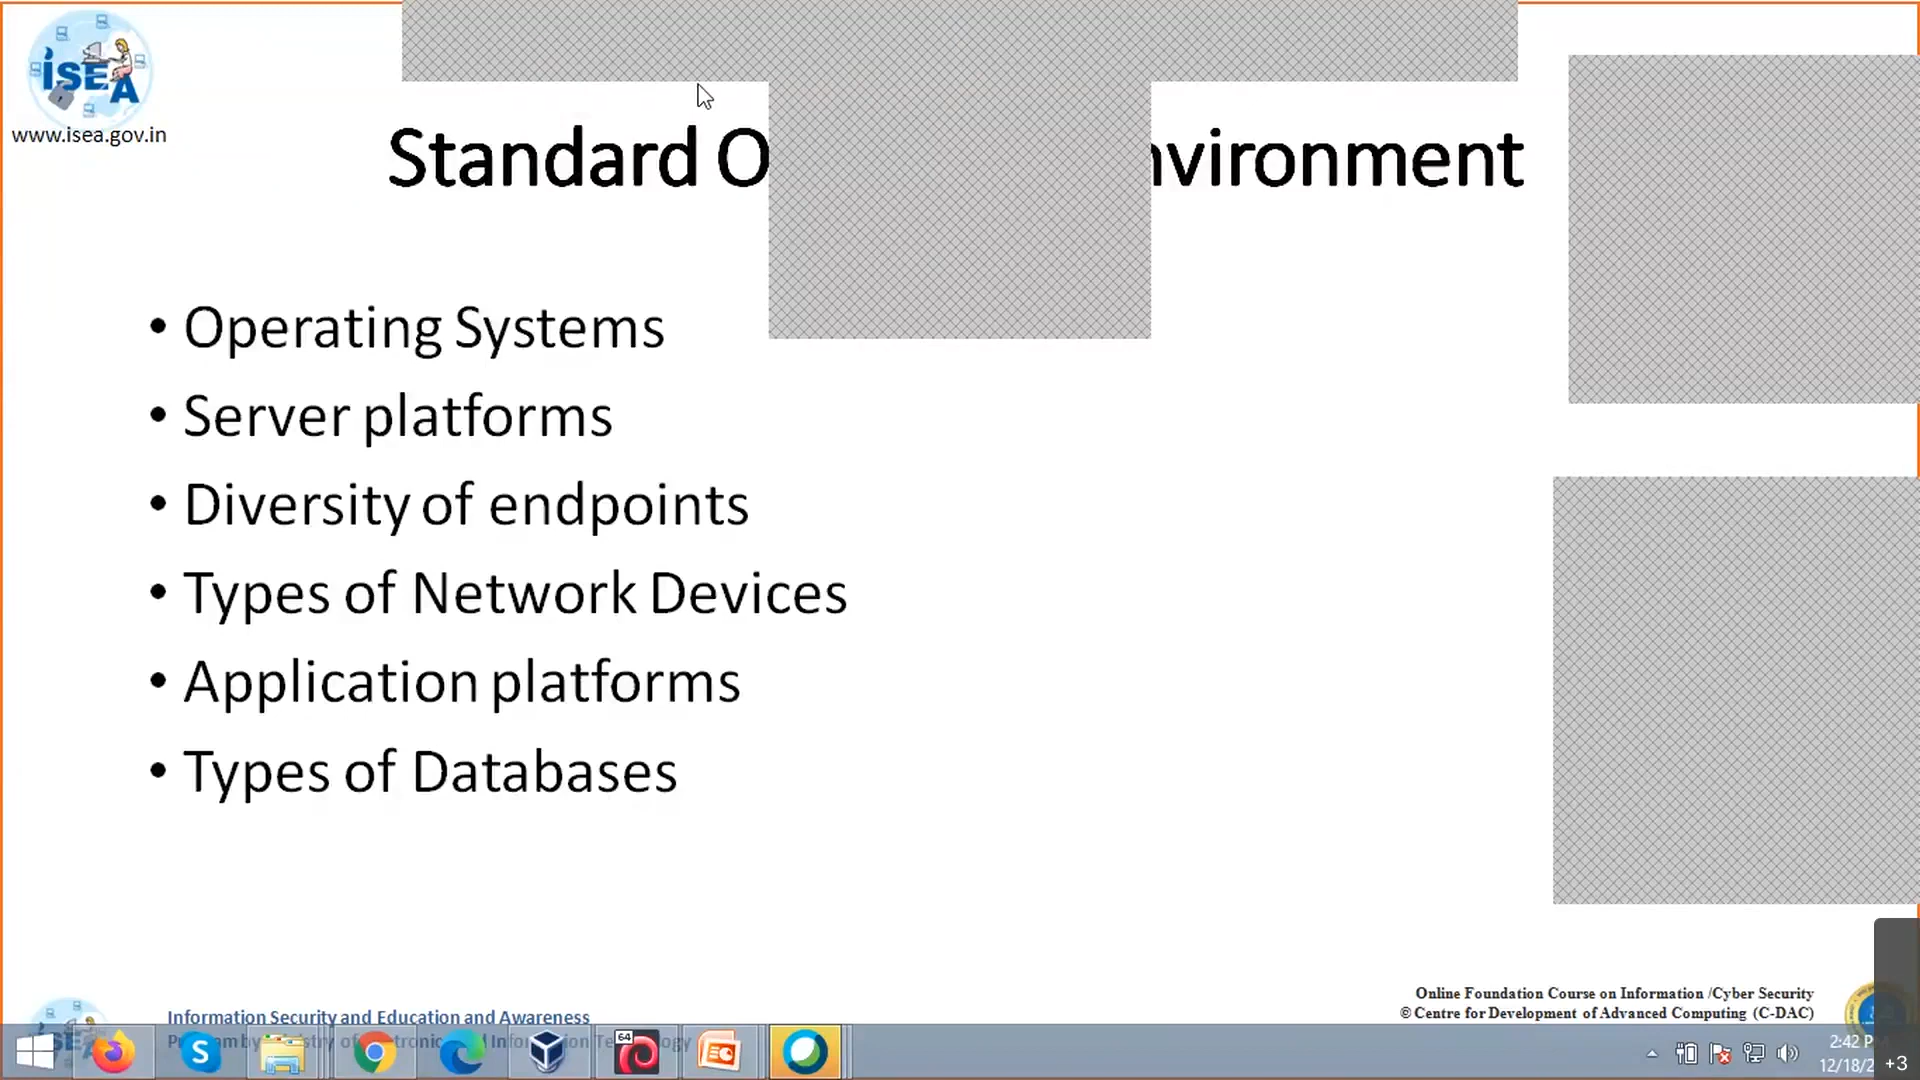 iSEA
www.isea.gov.in
Standard
• Operating Systems
• Server platforms
• Diversity of endpoints
• Types of Network Devices
• Application platforms
• Types of Databases
Online Foundation Course on Information /Cyber Security
© Centre for Development of Advanced Computing (C-DAC)
Information Security and Education and Awareness
64
2:42
+3